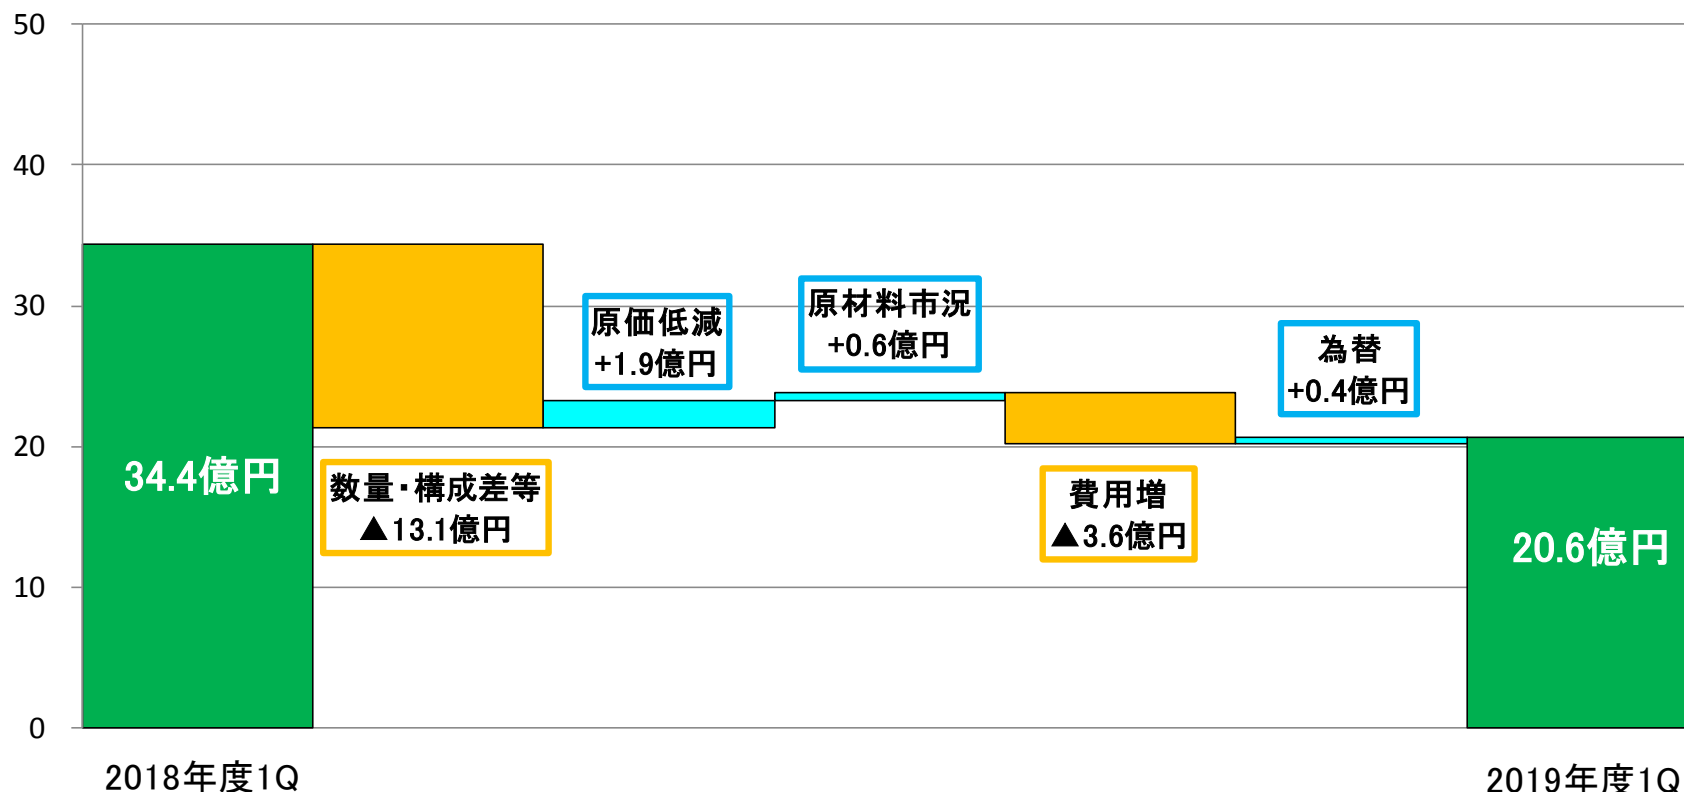 50
40
30
20
10
0
34.4億円
数量・構成差等
▲13.1億円
原価低減
+1.9億円
原材料市況
+0.6億円
費用増
▲3.6億円
為替
+0.4億円
20.6億円
2018年度1Q
2019年度1Q